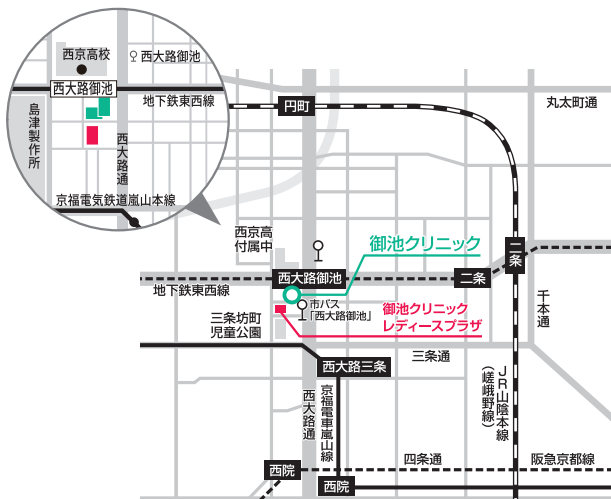 西京高校
西大路御池
西大路御池
地下鉄東西線
島津製作所
西大路通
京福電気鉄道嵐山本線
円町
丸太町通
西京高
付属中
御池クリニック
二条
西大路御池
二条
地下鉄東西線
市バス
「西大路御池」
御池クリニック
レディースプラザ
千本通
三条坊町
児童公園
三条通
西大路三条
JR山陰本線
(嵯峨野線)
西大路通
京福電車嵐山線
四条通
阪急京都線
西院
西院